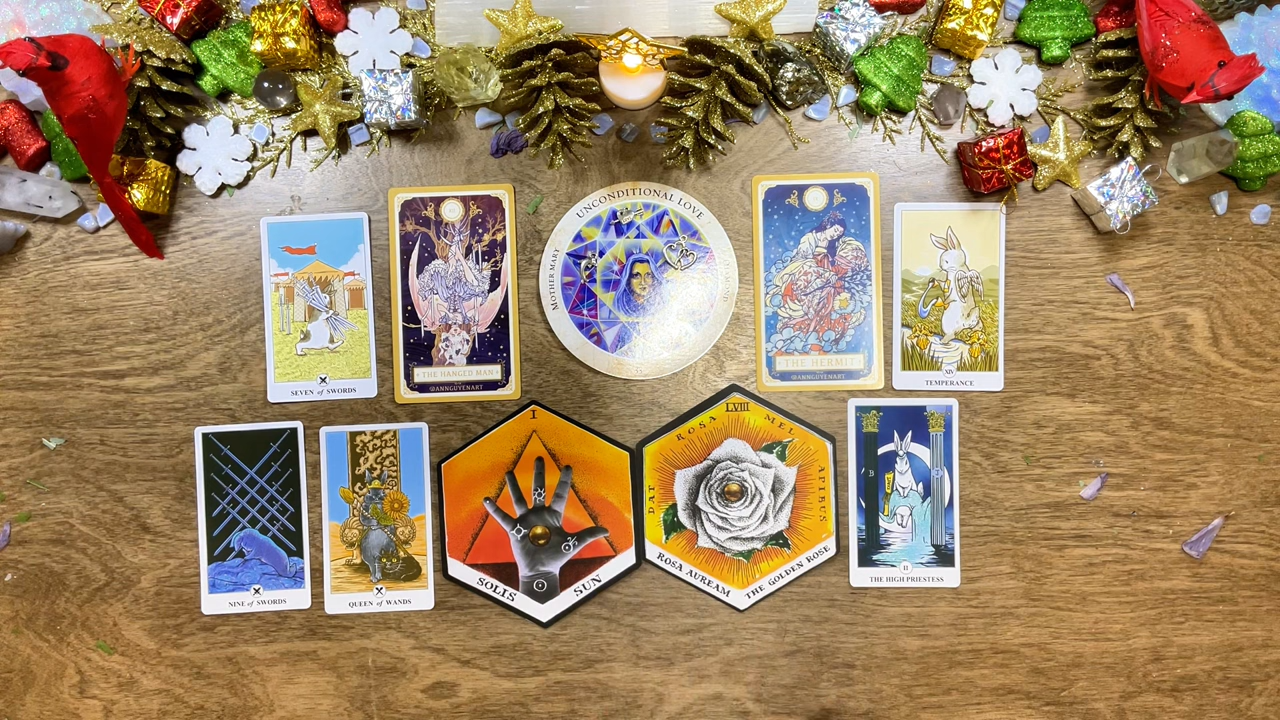 SEVEN of SWORDS
THE HANGED MAN
@ANNGUYENART
UNCONDITIONAL LOVE
MOTHER MARY
THE HERMIT
@ANNGUYENART
XIV
TEMPERANCE
NINE of SWORDS
QUEEN of WANDS
I
SOLIS SUN
LVIII
DAT ROSA MEL APIBUS
ROSA AUREAM THE GOLDEN ROSE
B
II
THE HIGH PRIESTESS